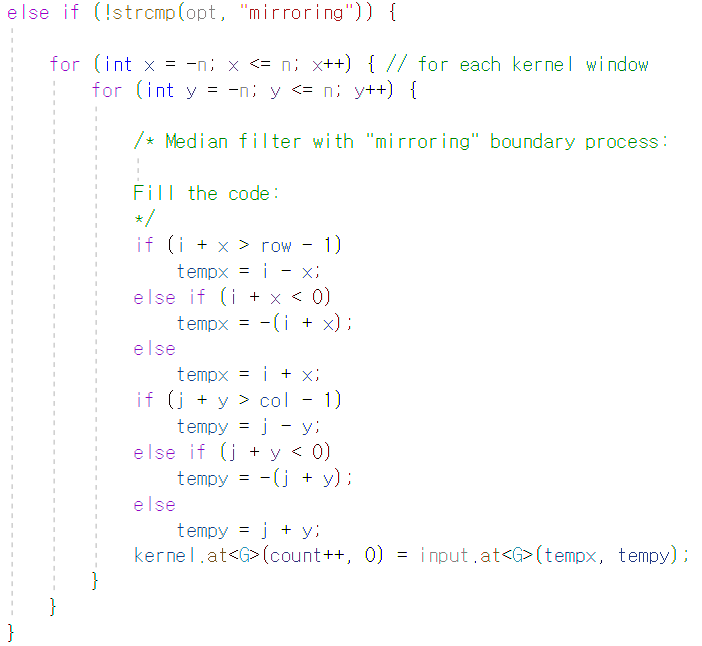 else if (!strcmp(opt, "mirroring")) {
for (int x = -n; x <= n; x++) { // for each kernel window
for (int y = -n; y <= n; y++) {
/* Median filter with "mirroring" boundary process:
Fill the code:
*/
if (i + x > row - 1)
tempx = i - x;
else if (i + x < 0)
tempx = -(i + x);
else
tempx = i + x;
if (j + y > col - 1)
tempy = j - y;
else if (j + y < 0)
tempy = -(j + y);
else
tempy = j + y;
kernel.at<G>(count++, 0) = input.at<G>(tempx, tempy);
}
}
}